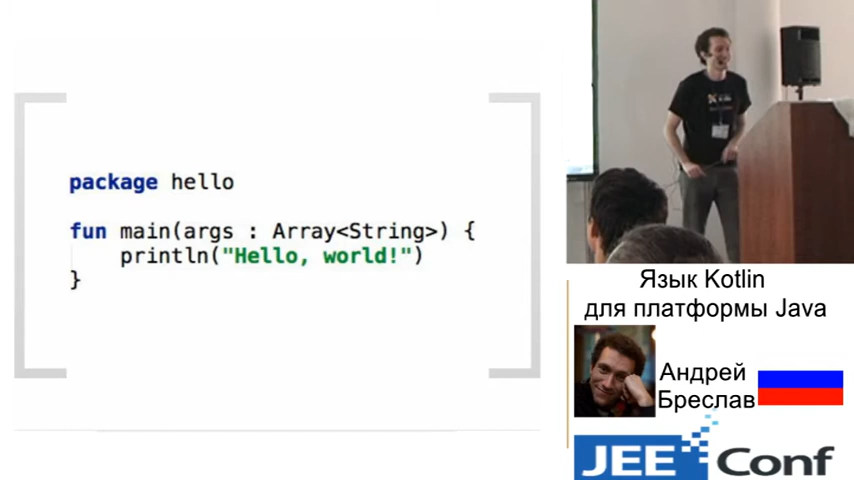 package hello
fun main(args : Array<String>) {
println("Hello, world!")
}
Язык Kotlin
для платформы Java
Андрей
Бреслав
JEE Conf